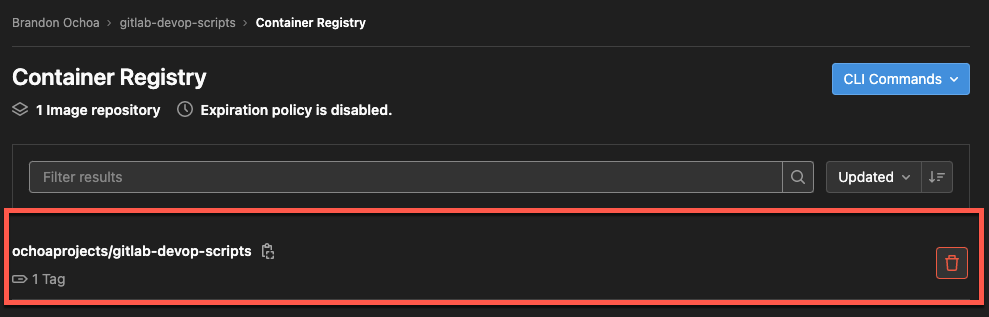 Brandon Ochoa › gitlab-devop-scripts › Container Registry
Container Registry
CLI Commands
1 Image repository Expiration policy is disabled.
Filter results
Updated
ochoaprojects/gitlab-devop-scripts
1 Tag